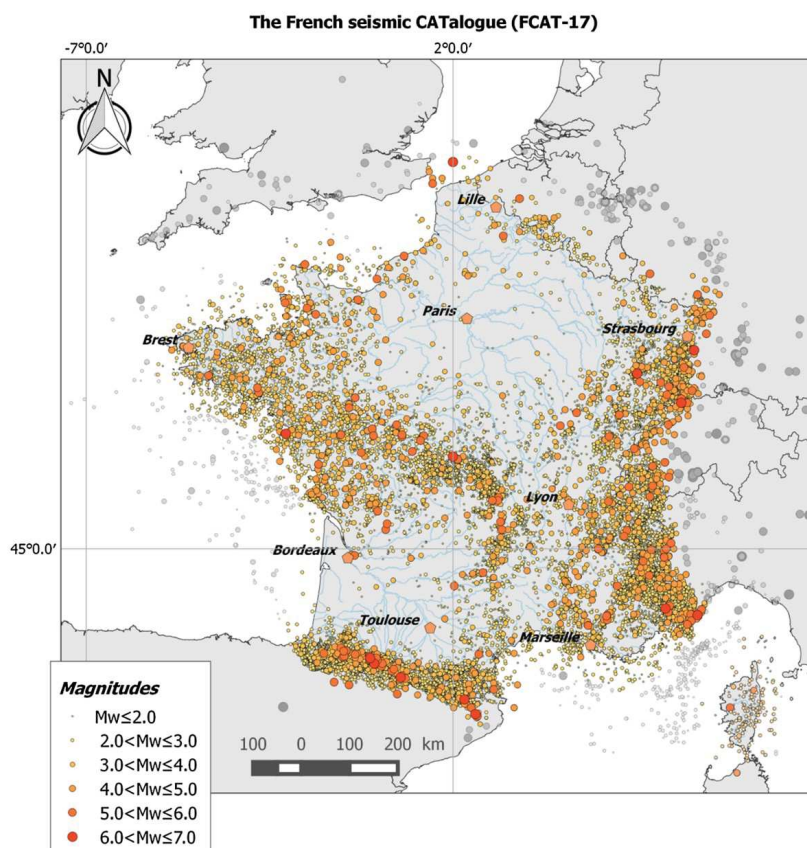 The French seismic CATalogue (FCAT-17)
-7°0.0' 2°0.0'
N
Lille
Paris
Strasbourg
Brest
Lyon
45°0.0'
Bordeaux
Toulouse
Marseille
Magnitudes
Mw≤2.0
2.0<Mw≤3.0
3.0<Mw≤4.0
4.0<Mw≤5.0
5.0<Mw≤6.0
6.0<Mw≤7.0
100 0 100 200 km